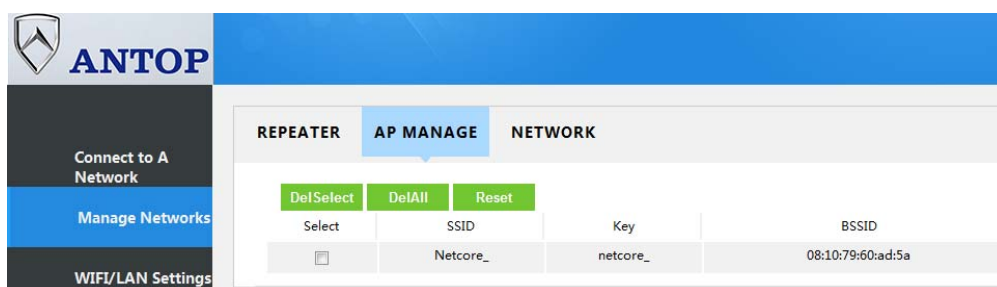 ANTOP
REPEATER AP MANAGE NETWORK
Connect to A
Network
Manage Networks
WIFI/LAN Settings
DelSelect DelAll Reset
Select SSID Key BSSID
Netcore_ netcore_ 08:10:79:60:ad:5a